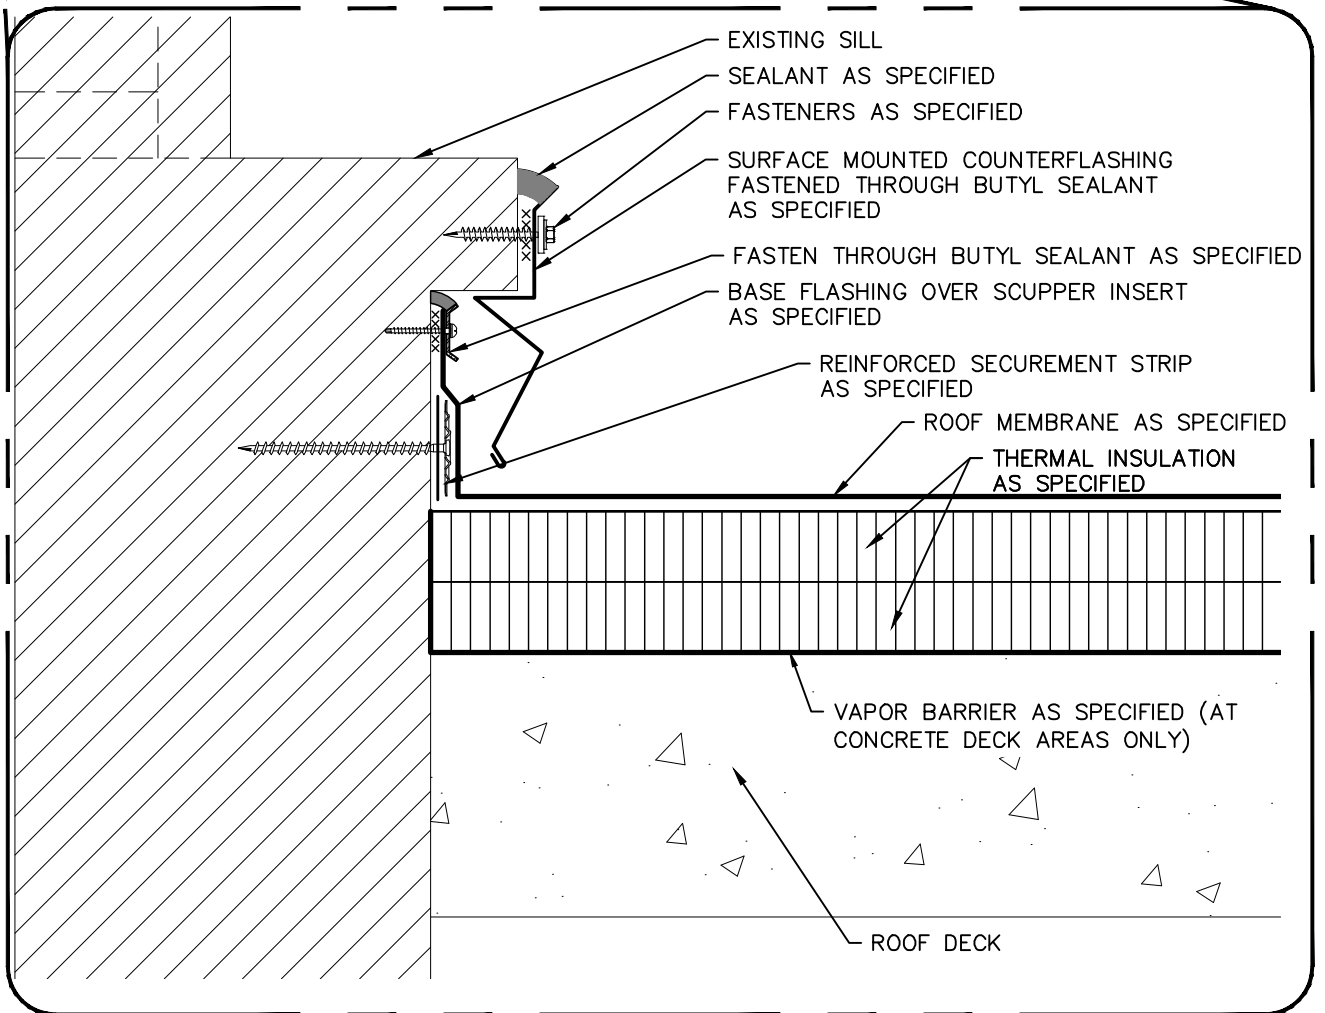 EXISTING SILL
SEALANT AS SPECIFIED
FASTENERS AS SPECIFIED
SURFACE MOUNTED COUNTERFLASHING
FASTENED THROUGH BUTYL SEALANT
AS SPECIFIED
FASTEN THROUGH BUTYL SEALANT AS SPECIFIED
BASE FLASHING OVER SCUPPER INSERT
AS SPECIFIED
REINFORCED SECUREMENT STRIP
AS SPECIFIED
ROOF MEMBRANE AS SPECIFIED
THERMAL INSULATION
AS SPECIFIED
VAPOR BARRIER AS SPECIFIED (AT
CONCRETE DECK AREAS ONLY)
ROOF DECK